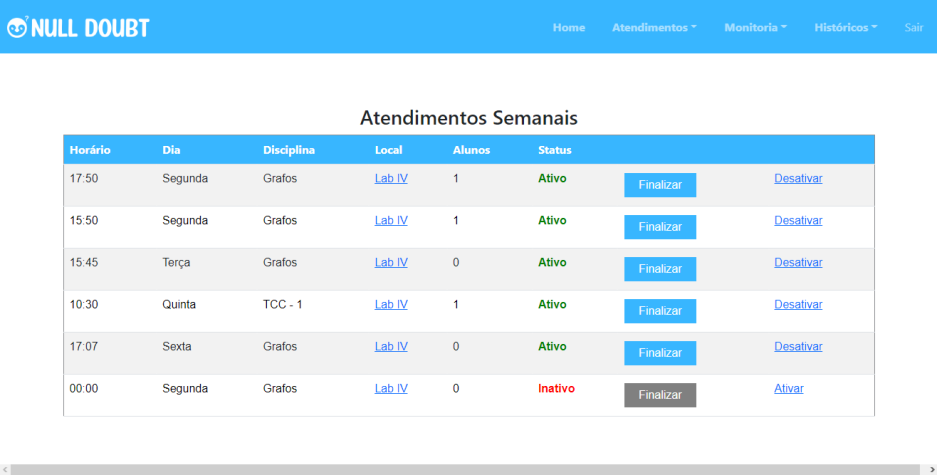 NULL DOUBT Home Atendimentos Monitoria Históricos Sair
Atendimentos Semanais
Horário Dia Disciplina Local Alunos Status
17:50 Segunda Grafos Lab IV 1 Ativo Finalizar Desativar
15:50 Segunda Grafos Lab IV 1 Ativo Finalizar Desativar
15:45 Terça Grafos Lab IV 0 Ativo Finalizar Desativar
10:30 Quinta TCC - 1 Lab IV 1 Ativo Finalizar Desativar
17:07 Sexta Grafos Lab IV 0 Ativo Finalizar Desativar
00:00 Segunda Grafos Lab IV 0 Inativo Finalizar Ativar